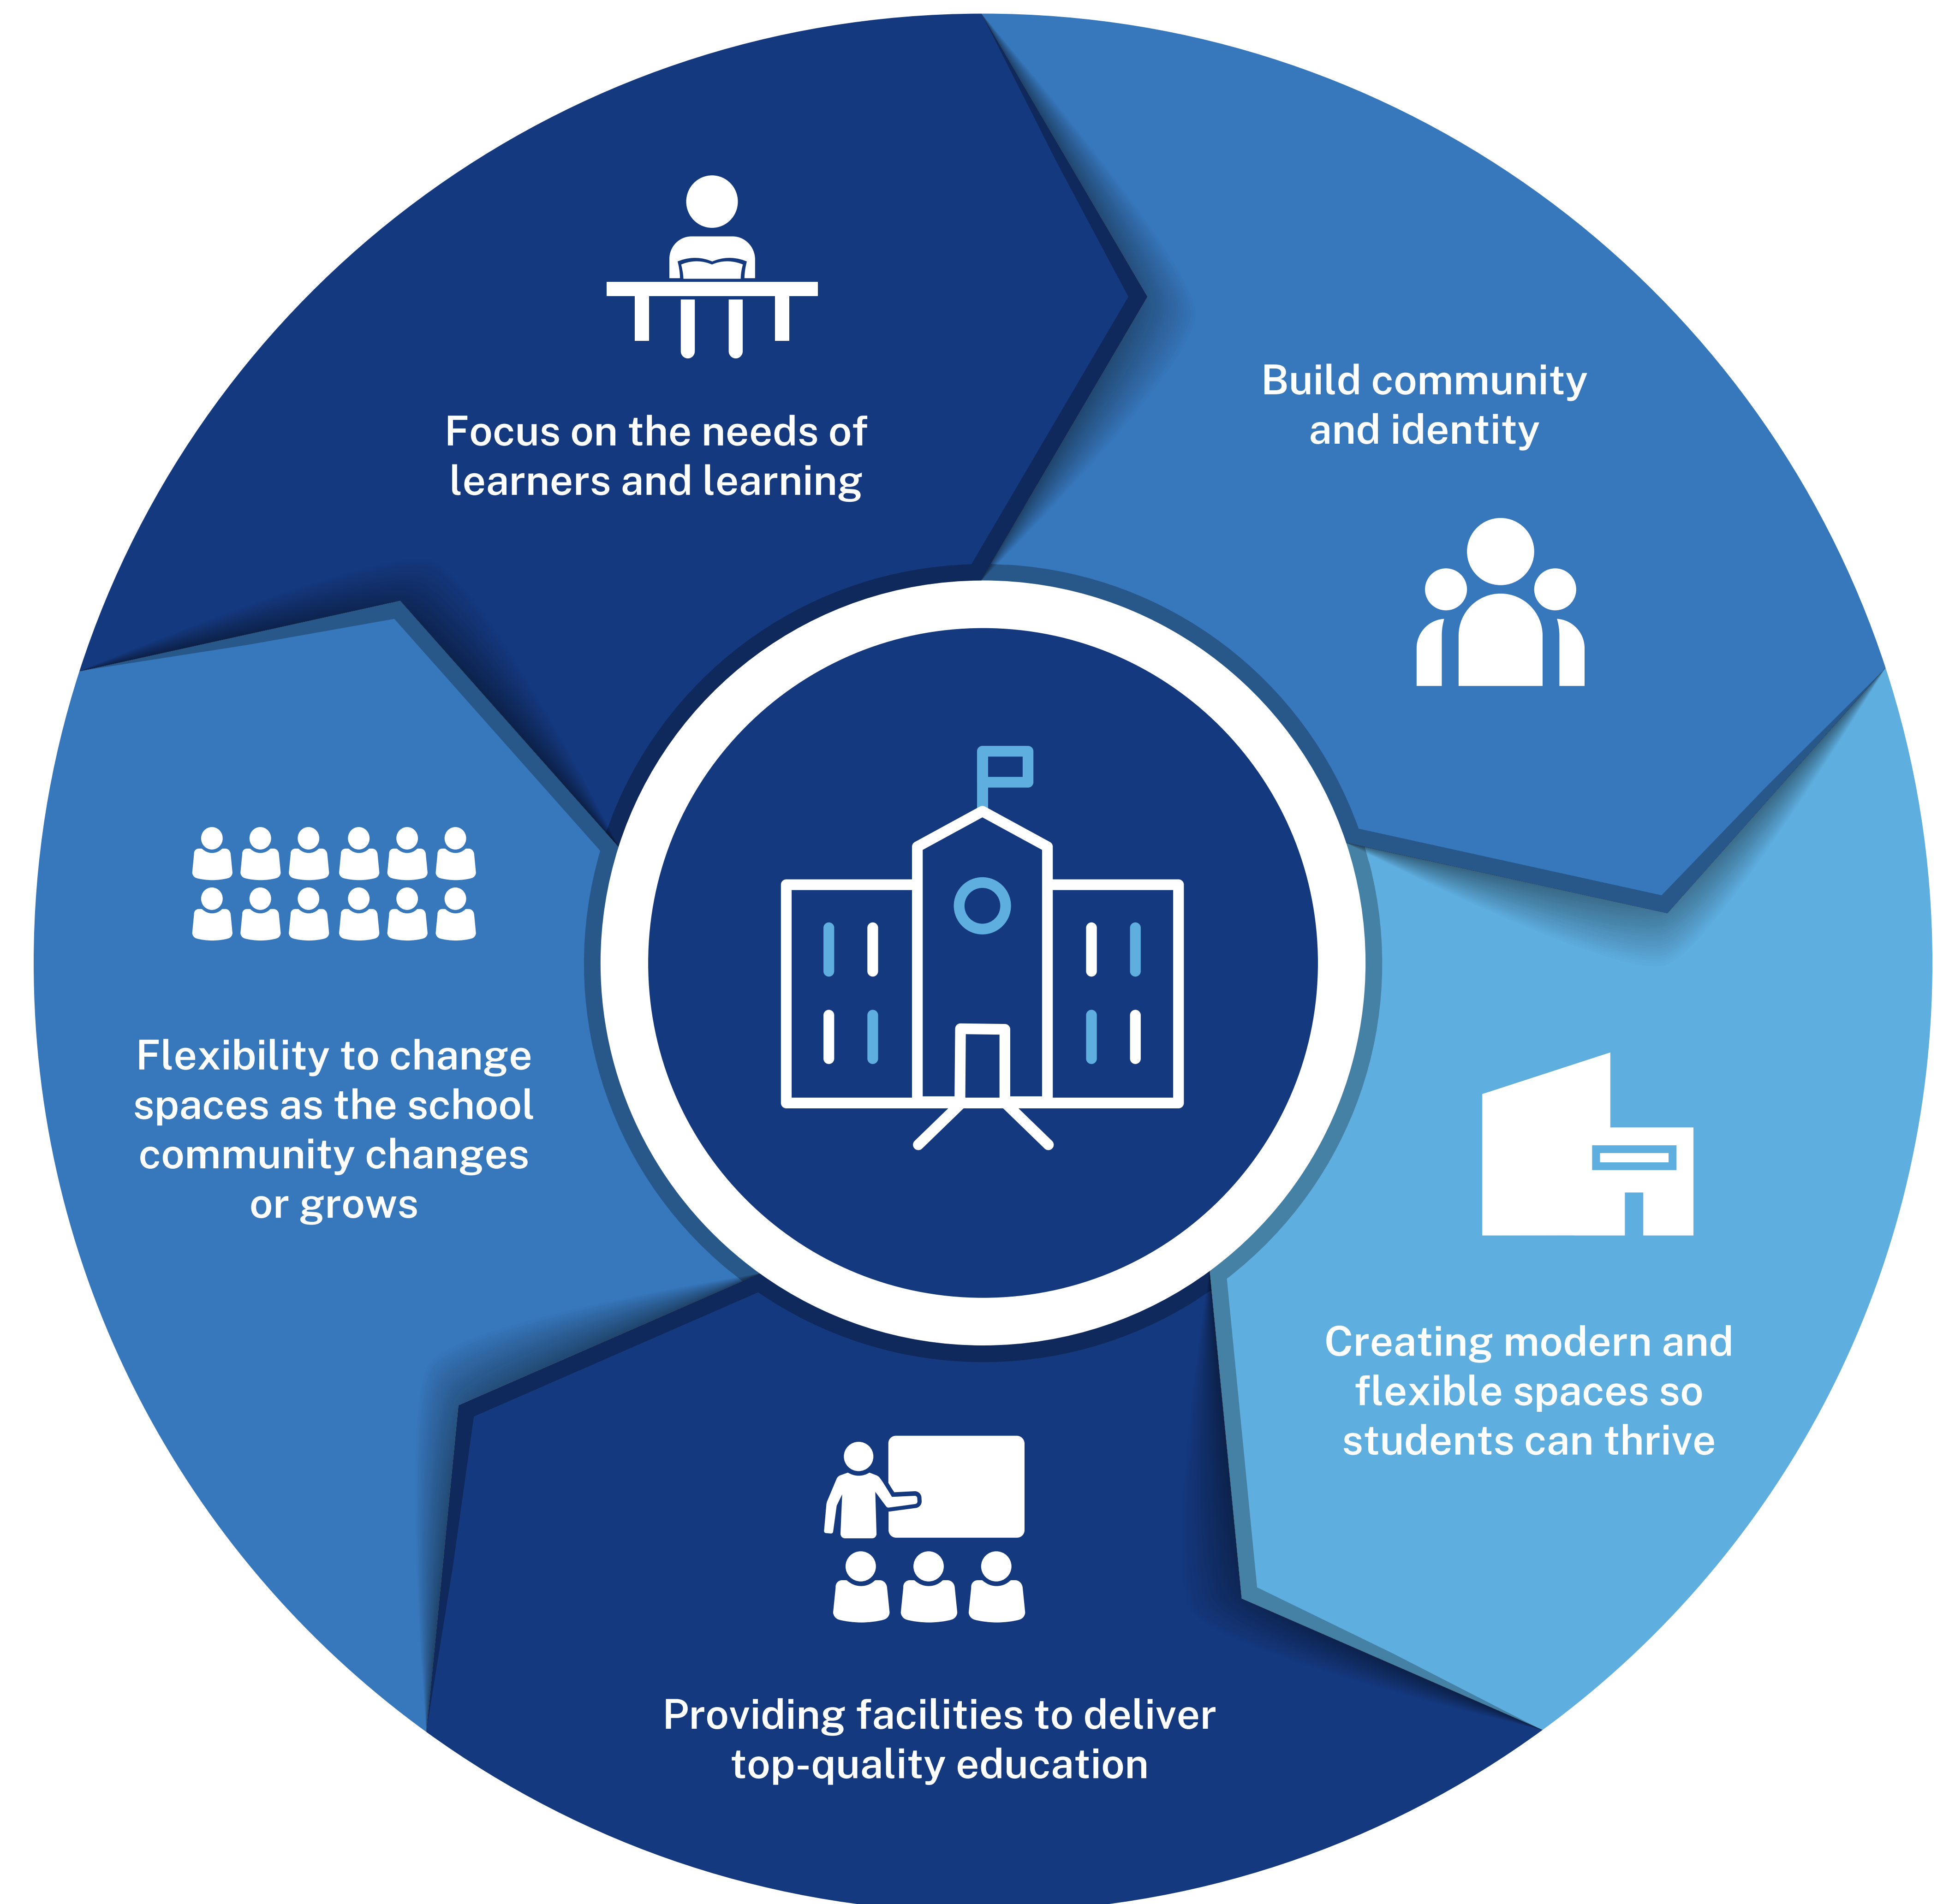 Focus on the needs of
learners and learning
Build community
and identity
Creating modern and
flexible spaces so
students can thrive
Providing facilities to deliver
top-quality education
Flexibility to change
spaces as the school
community changes
or grows